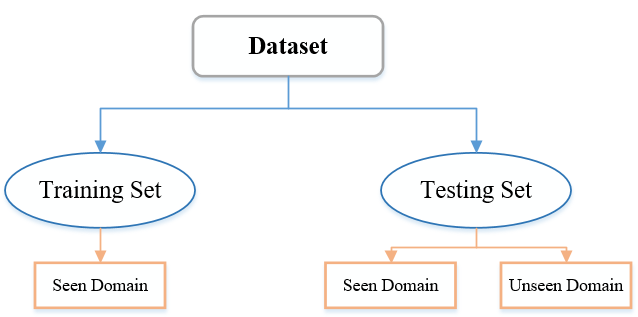 Dataset
Training Set
Testing Set
Seen Domain
Seen Domain
Unseen Domain